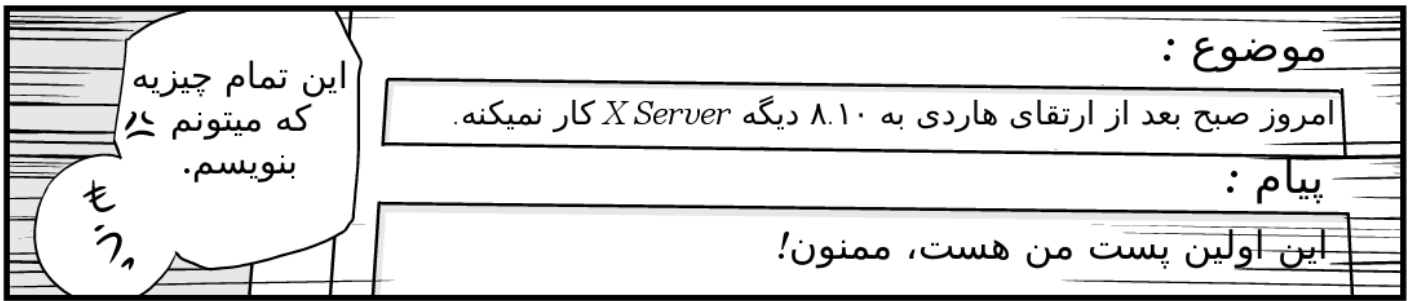 موضوع :
امروز صبح بعد از ارتقای هاردی به ۸.۱۰ دیگه X Server کار نمیکنه.
پیام :
این اولین پست من هست، ممنون!
این تمام چیزیه
که میتونم
بنویسم.